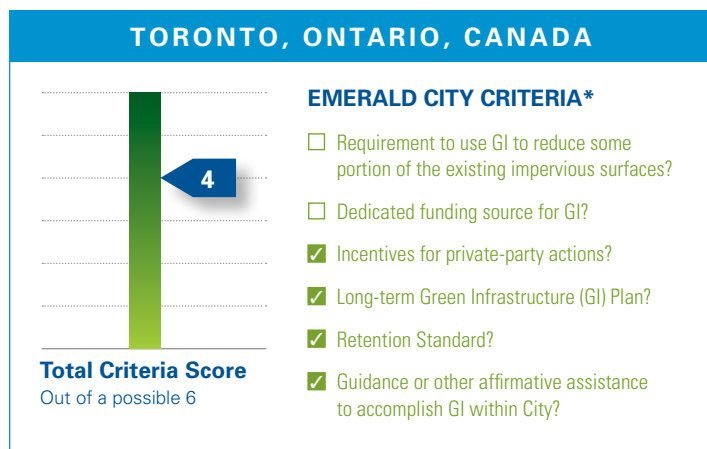 TORONTO, ONTARIO, CANADA
4
Total Criteria Score
Out of a possible 6
EMERALD CITY CRITERIA*
Requirement to use GI to reduce some
portion of the existing impervious surfaces?
Dedicated funding source for GI?
Incentives for private-party actions?
Long-term Green Infrastructure (GI) Plan?
Retention Standard?
Guidance or other affirmative assistance
to accomplish GI within City?